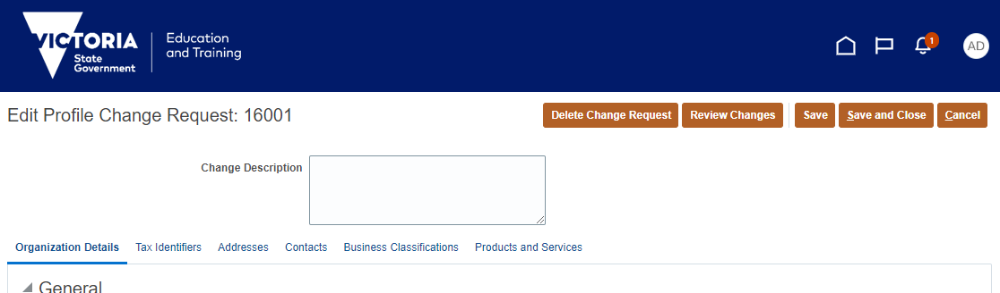 VICTORIA
State
Government
Education
and Training
1
AD
Edit Profile Change Request: 16001
Delete Change Request
Review Changes
Save
Save and Close
Cancel
Change Description
Organization Details
Tax Identifiers
Addresses
Contacts
Business Classifications
Products and Services
General